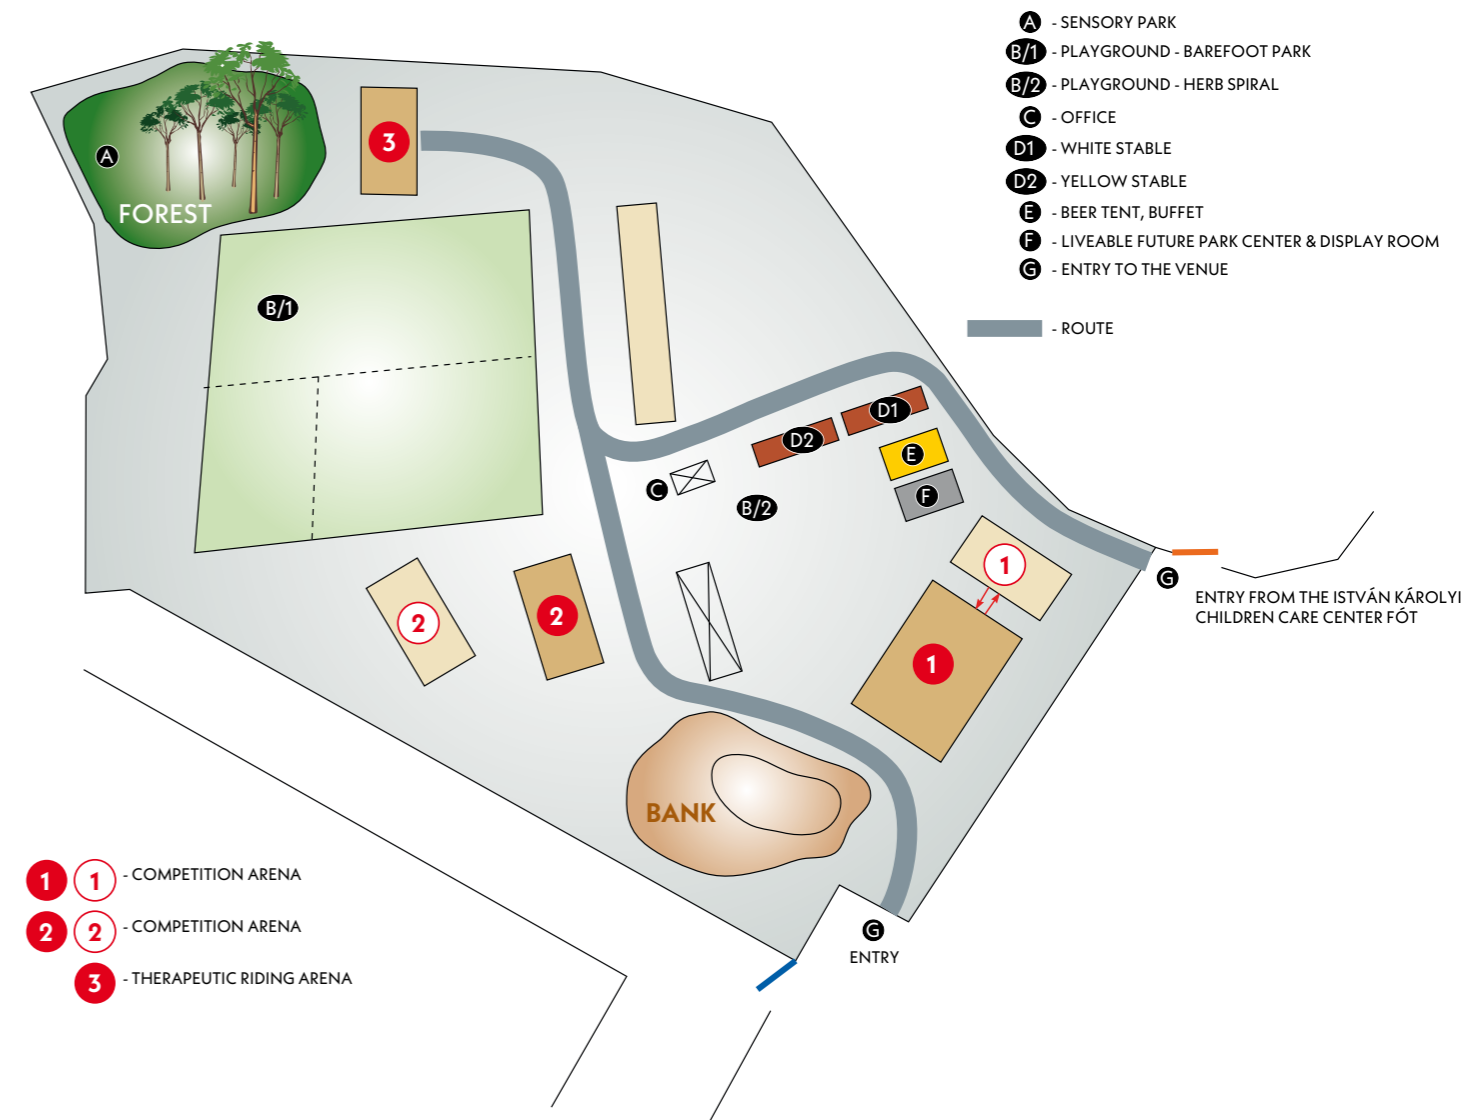 A - SENSORY PARK
B/1 - PLAYGROUND - BAREFOOT PARK
B/2 - PLAYGROUND - HERB SPIRAL
C - OFFICE
D1 - WHITE STABLE
D2 - YELLOW STABLE
E - BEER TENT, BUFFET
F - LIVEABLE FUTURE PARK CENTER & DISPLAY ROOM
G - ENTRY TO THE VENUE
- ROUTE
3
A
FOREST
B/1
D1
D2
E
C
F
B/2
1
G
ENTRY FROM THE ISTVÁN KÁROLYI
CHILDREN CARE CENTER FÓT
2
2
1
BANK
G
ENTRY
1 1 - COMPETITION ARENA
2 2 - COMPETITION ARENA
3 - THERAPEUTIC RIDING ARENA